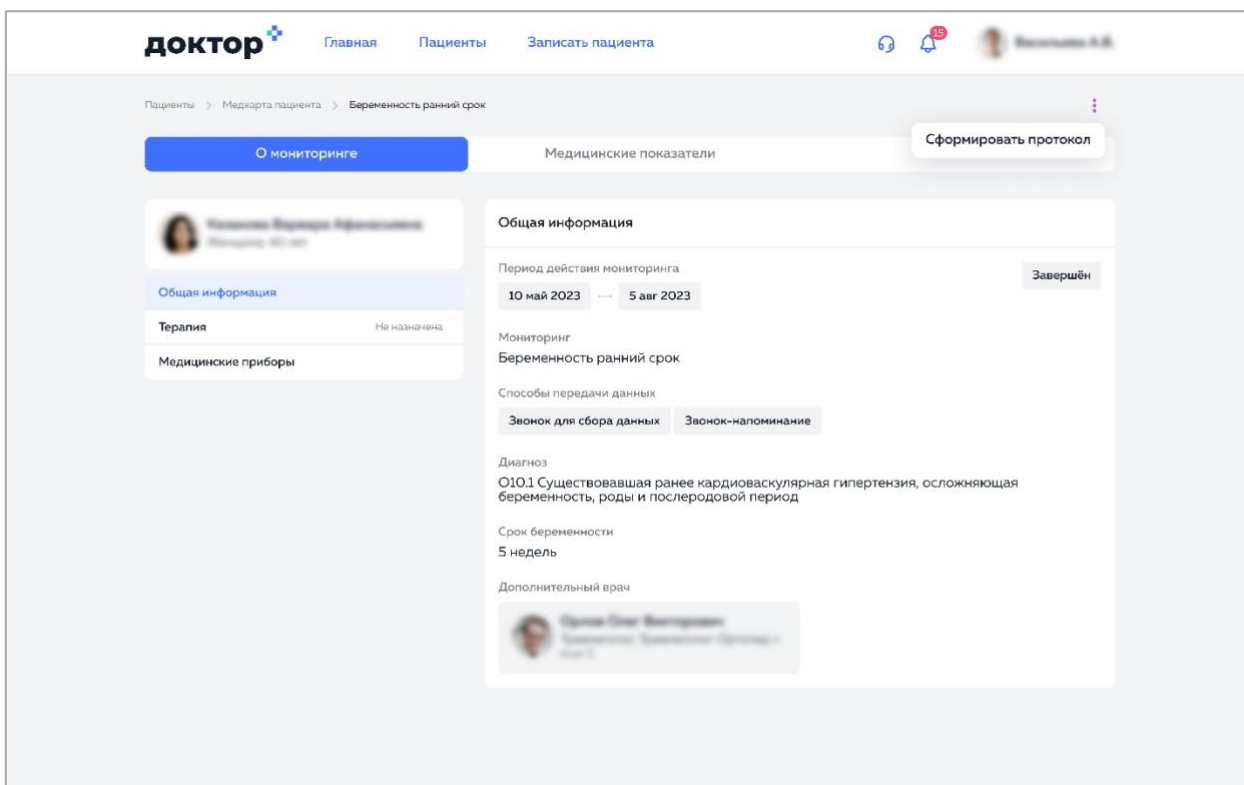 доктор
Главная Пациенты Записать пациента 15
Пациенты > Медкарта пациента > Беременность ранний срок
Сформировать протокол
О мониторинге Медицинские показатели
Общая информация
Период действия мониторинга
Завершён
10 май 2023 — 5 авг 2023
Общая информация
Терапия Не назначена
Медицинские приборы
Мониторинг
Беременность ранний срок
Способы передачи данных
Звонок для сбора данных Звонок-напоминание
Диагноз
O10.1 Существовавшая ранее кардиоваскулярная гипертензия, осложняющая
беременность, роды и послеродовой период
Срок беременности
5 недель
Дополнительный врач